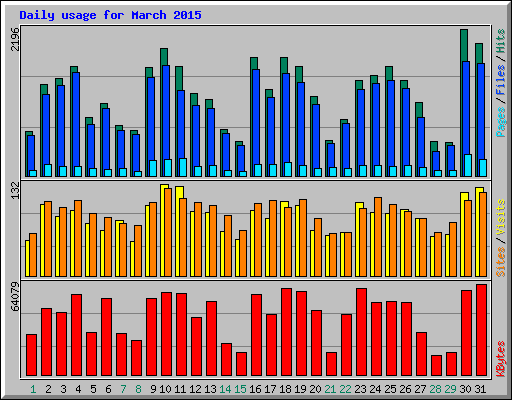 Daily usage for March 2015
2196
Pages / Files / Hits
132
Sites / Visits
64079
KBytes
1 2 3 4 5 6 7 8 9 10 11 12 13 14 15 16 17 18 19 20 21 22 23 24 25 26 27 28 29 30 31